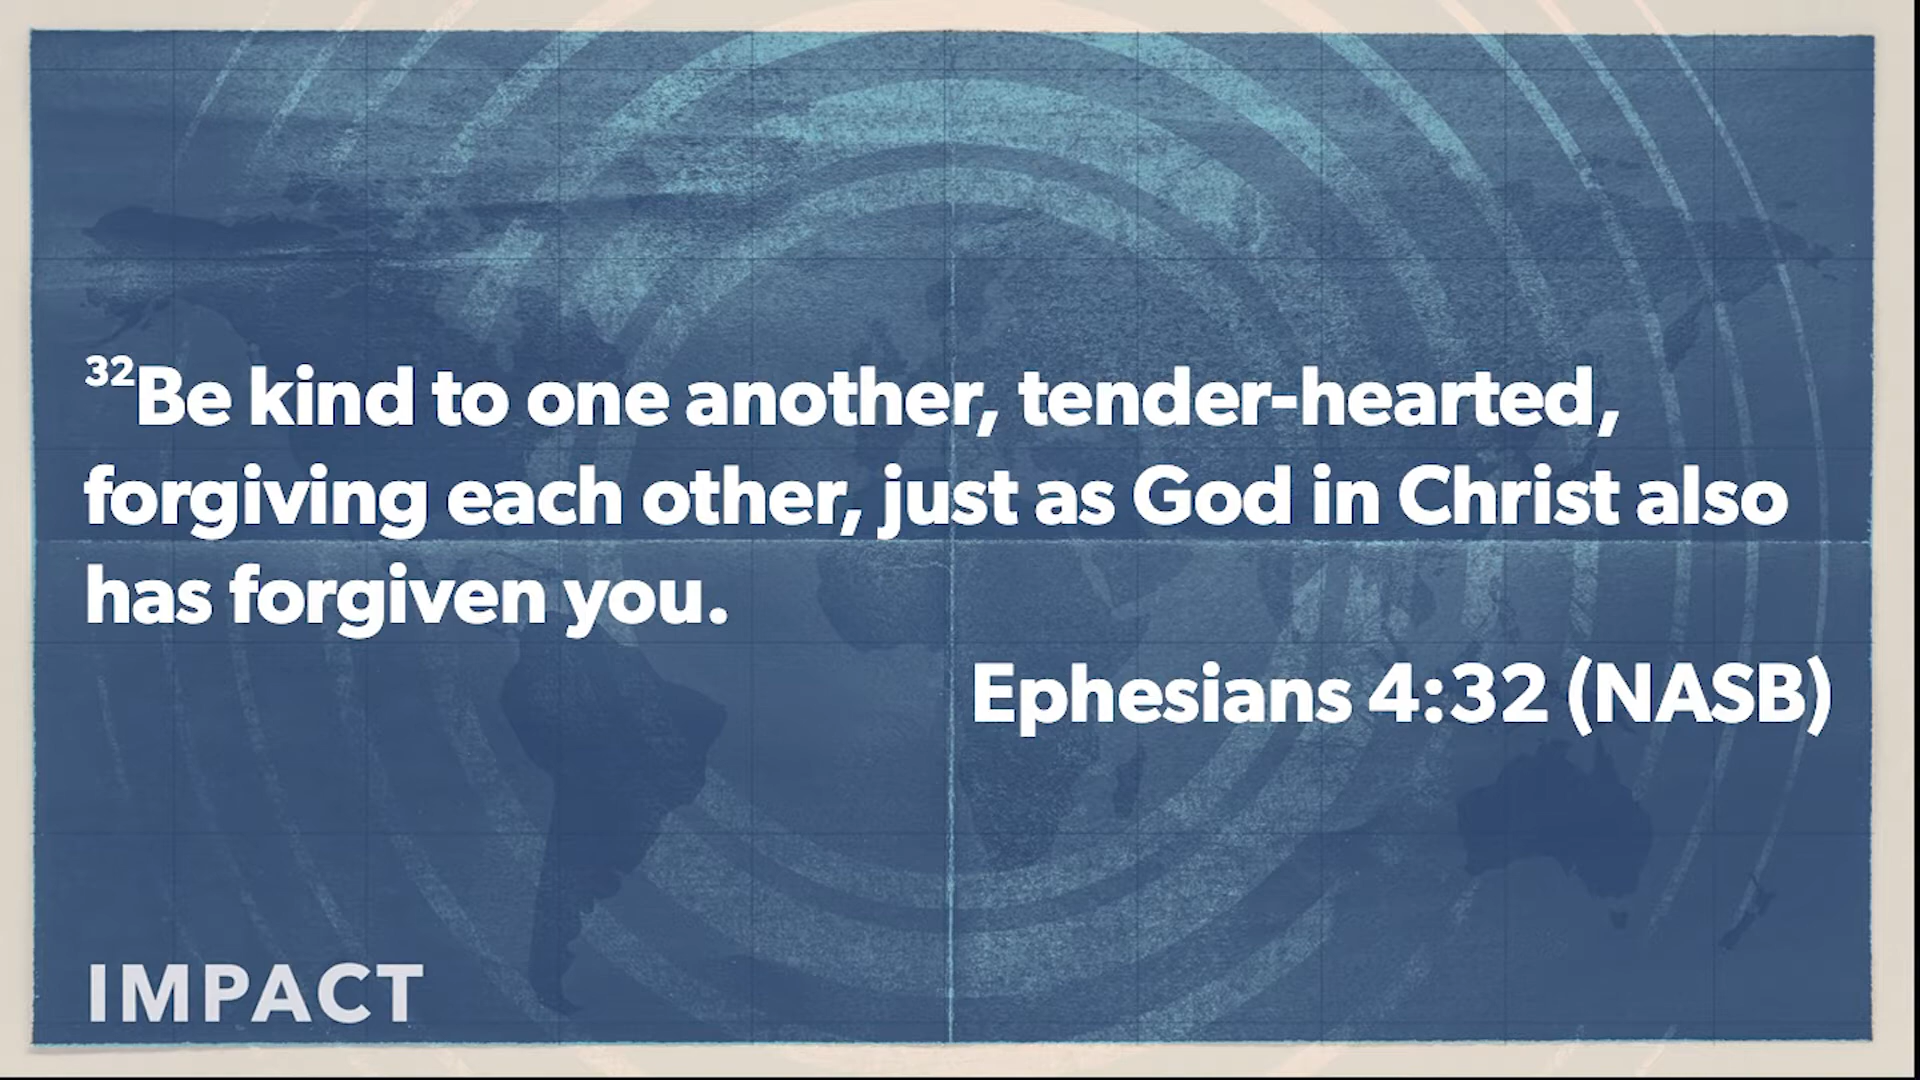 32Be kind to one another, tender-hearted,
forgiving each other, just as God in Christ also
has forgiven you.
Ephesians 4:32 (NASB)
IMPACT